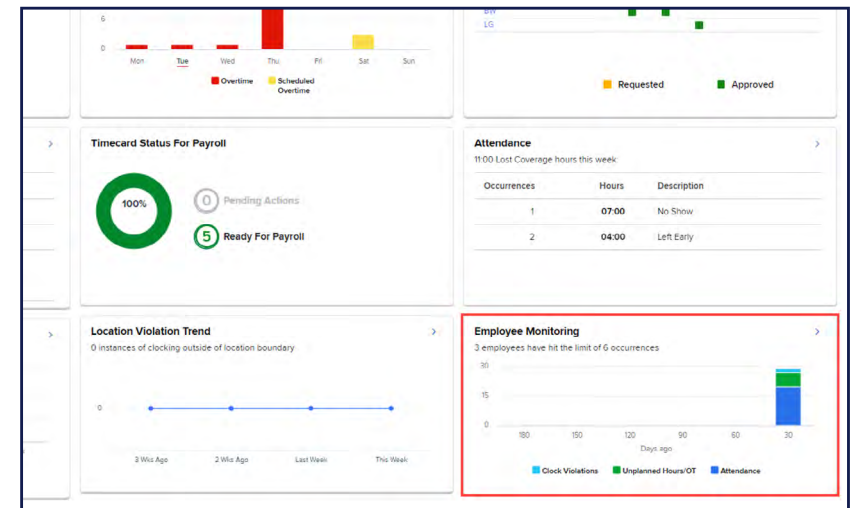 6
0
Mon Tue Wed Thu Fri Sat Sun
Overtime Scheduled Overtime
BW
LG
Requested Approved
Timecard Status For Payroll
100%
0 Pending Actions
5 Ready For Payroll
Attendance
11:00 Lost Coverage hours this week
Occurrences Hours Description
1 07:00 No Show
2 04:00 Left Early
Location Violation Trend
0 instances of clocking outside of location boundary
0
3 Wks Ago 2 Wks Ago Last Week This Week
Employee Monitoring
3 employees have hit the limit of 6 occurrences
30
15
0
180 150 120 90 60 30
Days ago
Clock Violations Unplanned Hours/OT Attendance